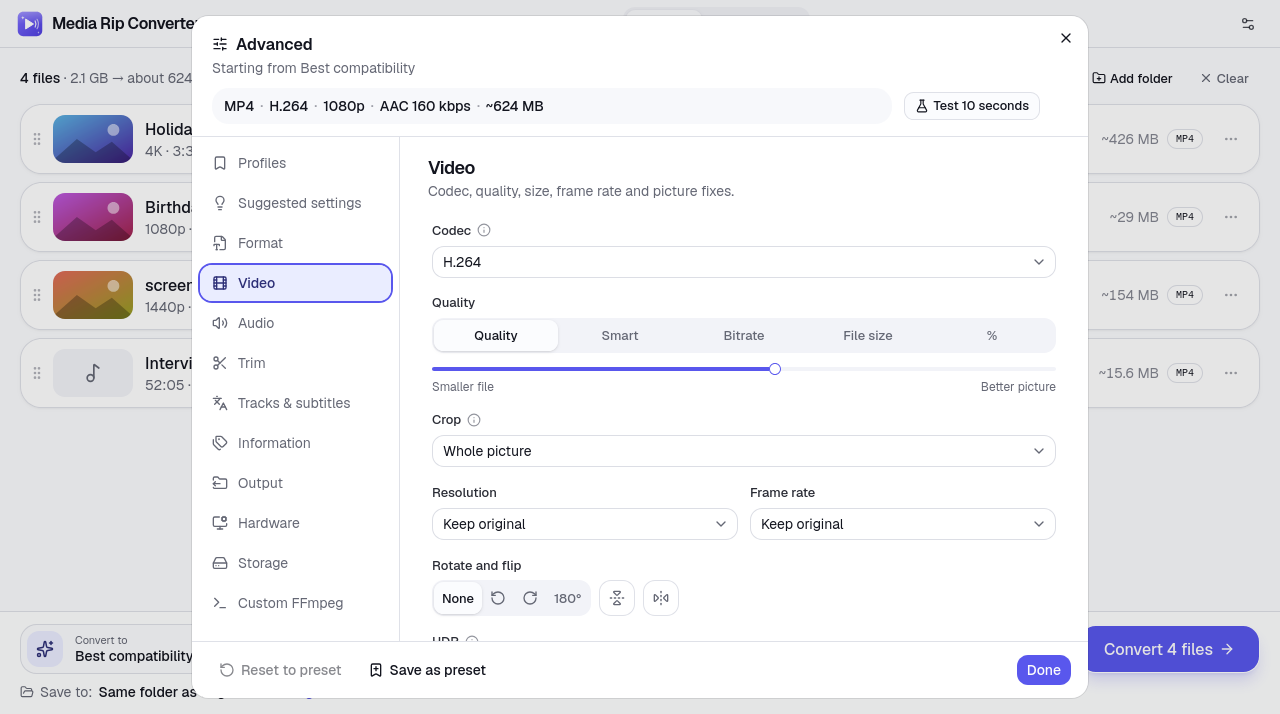 Media Rip Converter
Advanced
Starting from Best compatibility
MP4 · H.264 · 1080p · AAC 160 kbps · ~624 MB
Test 10 seconds
4 files · 2.1 GB → about 624
Add folder
Clear
Holida
4K · 3:3
~426 MB MP4
Birthd
1080p ·
~29 MB MP4
screen
1440p ·
~154 MB MP4
Intervi
52:05 ·
~15.6 MB MP4
Profiles
Suggested settings
Format
Video
Audio
Trim
Tracks & subtitles
Information
Output
Hardware
Storage
Custom FFmpeg
Video
Codec, quality, size, frame rate and picture fixes.
Codec
H.264
Quality
Quality Smart Bitrate File size %
Smaller file Better picture
Crop
Whole picture
Resolution Frame rate
Keep original Keep original
Rotate and flip
None 180°
HDR
Reset to preset
Save as preset
Done
Convert to
Best compatibility
Save to: Same folder as
Convert 4 files →